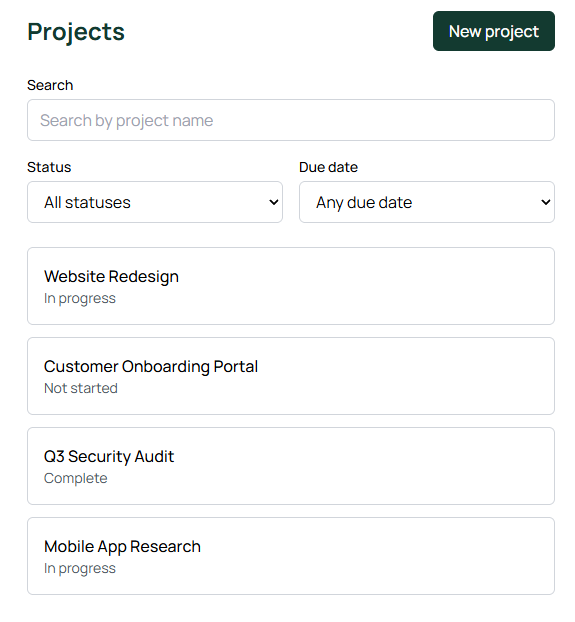 Projects
New project
Search
Search by project name
Status
Due date
All statuses
Any due date
Website Redesign
In progress
Customer Onboarding Portal
Not started
Q3 Security Audit
Complete
Mobile App Research
In progress